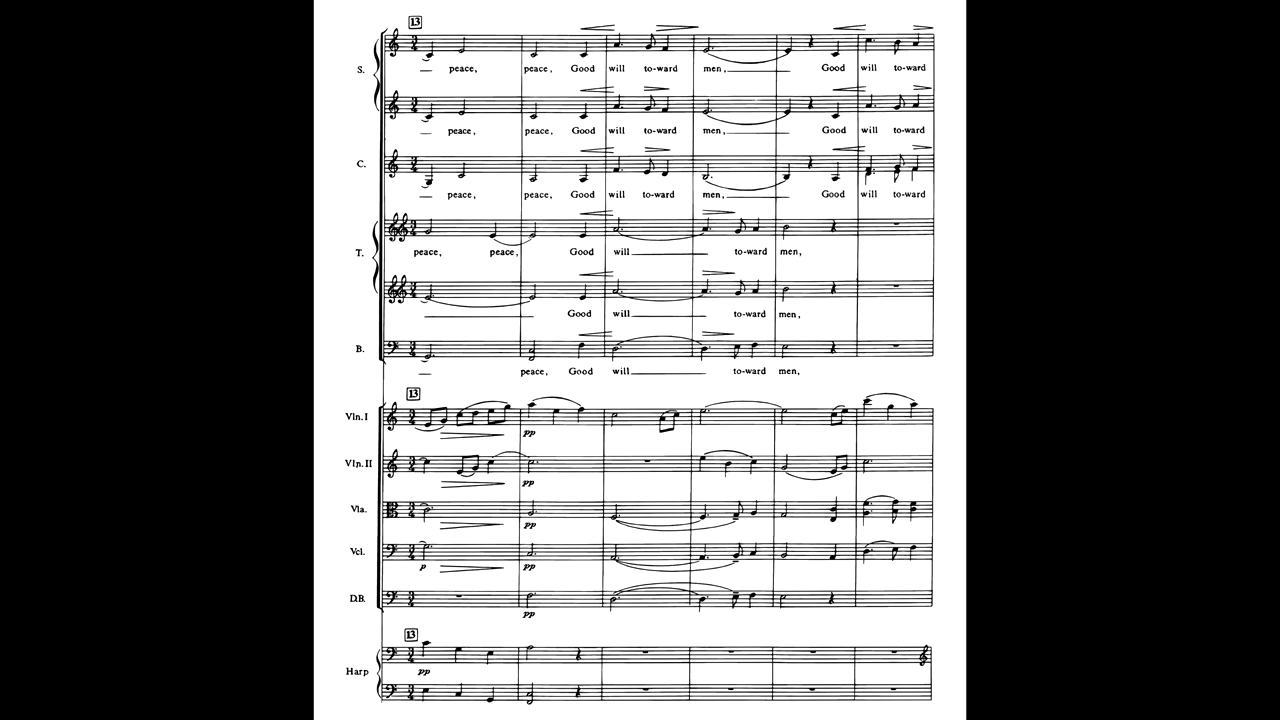 13
S.
peace, peace, Good will to-ward men, Good will to-ward
peace, peace, Good will to-ward men, Good will to-ward
C.
peace, peace, Good will to-ward men, Good will to-ward
T.
peace, peace, Good will to-ward men,
Good will to-ward men,
B.
peace, Good will to-ward men,
13
Vln. I
pp
Vln. II
pp
Vla.
pp
Vcl.
p pp
D.B.
pp
13
Harp
pp